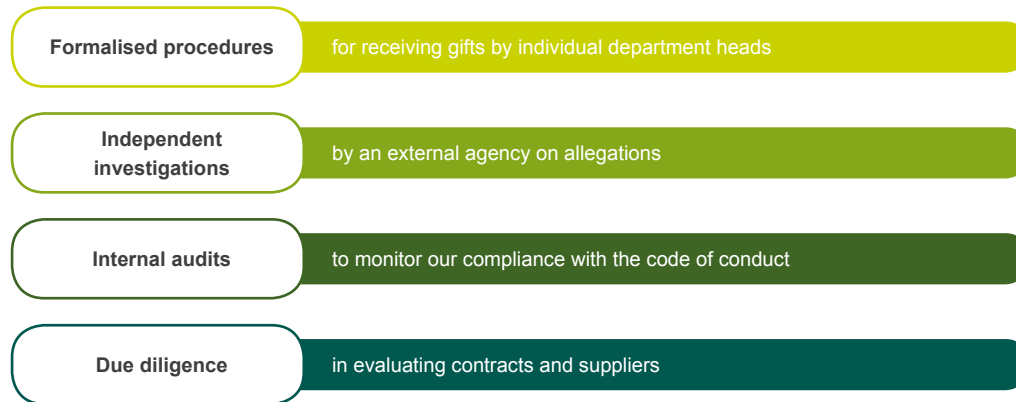 Formalised procedures
for receiving gifts by individual department heads
Independent
investigations
by an external agency on allegations
Internal audits
to monitor our compliance with the code of conduct
Due diligence
in evaluating contracts and suppliers